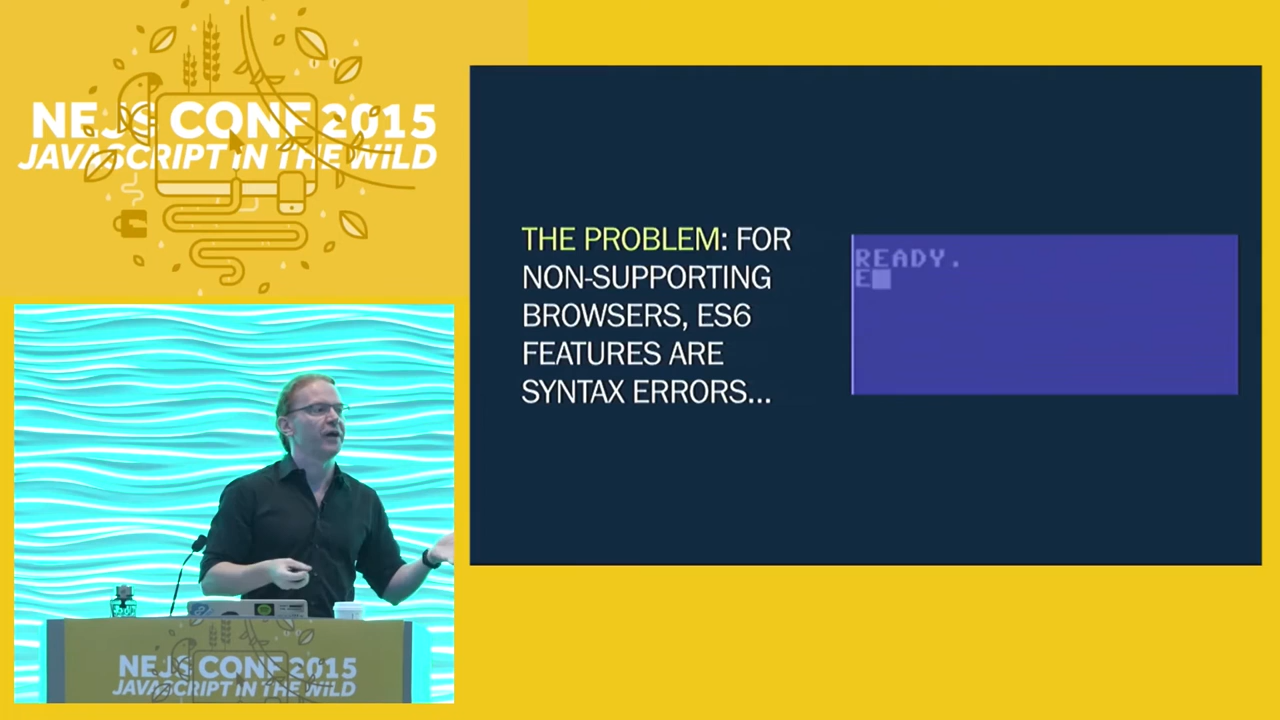 NEJS CONF 2015
JAVASCRIPT IN THE WILD
THE PROBLEM: FOR
NON-SUPPORTING
BROWSERS, ES6
FEATURES ARE
SYNTAX ERRORS...
READY.
E
NEJS CONF 2015
JAVASCRIPT IN THE WILD